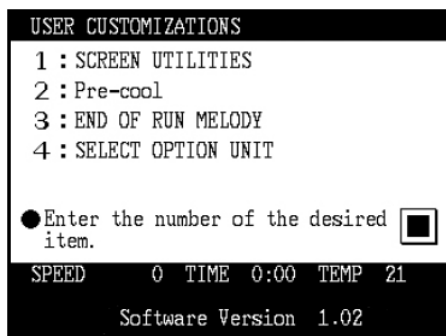 USER CUSTOMIZATIONS
1 : SCREEN UTILITIES
2 : Pre-cool
3 : END OF RUN MELODY
4 : SELECT OPTION UNIT
●Enter the number of the desired
item.
SPEED 0 TIME 0:00 TEMP 21
Software Version 1.02